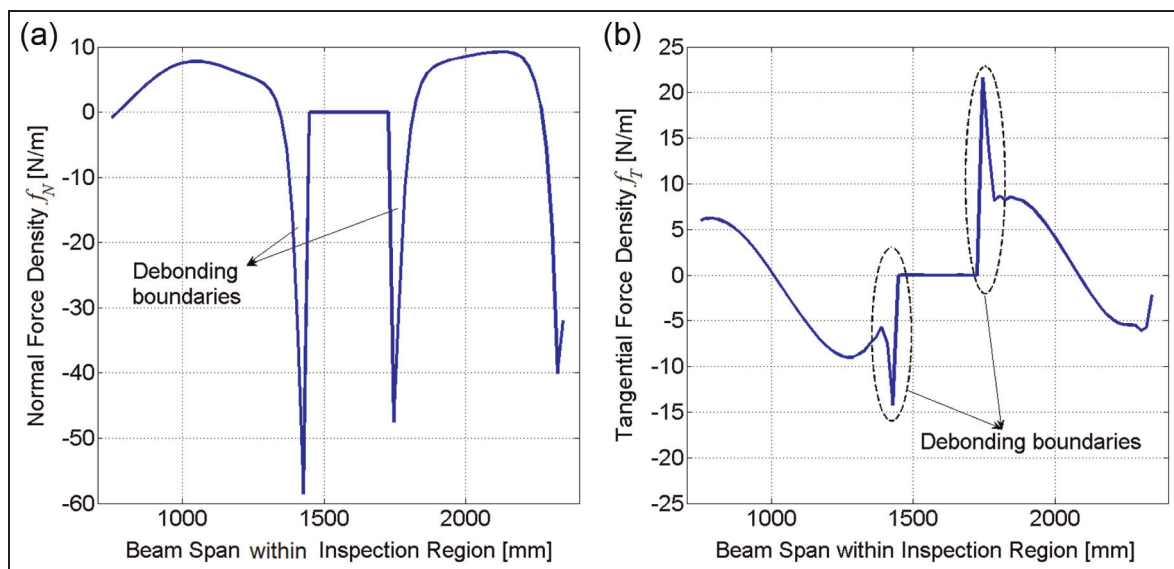 (a)
10
0
-10
-20
-30
-40
-50
-60
1000
1500
2000
Normal Force Density f_N [N/m]
Beam Span within Inspection Region [mm]
Debonding
boundaries
(b)
25
20
15
10
5
0
-5
-10
-15
-20
-25
1000
1500
2000
Tangential Force Density f_T [N/m]
Beam Span within Inspection Region [mm]
Debonding boundaries